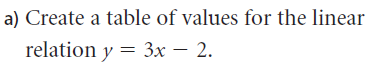 a) Create a table of values for the linear
relation y = 3x − 2.